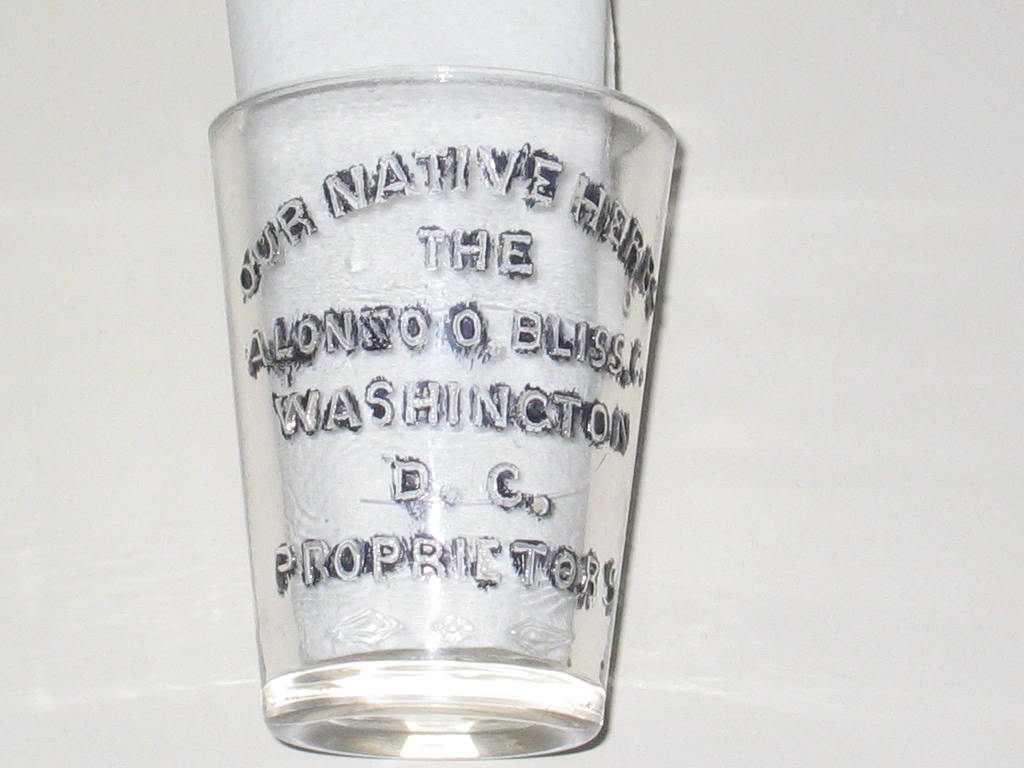 OUR NATIVE HERBS
THE
ALONZO O. BLISS. C.
WASHINGTON
D. C.
PROPRIETORS